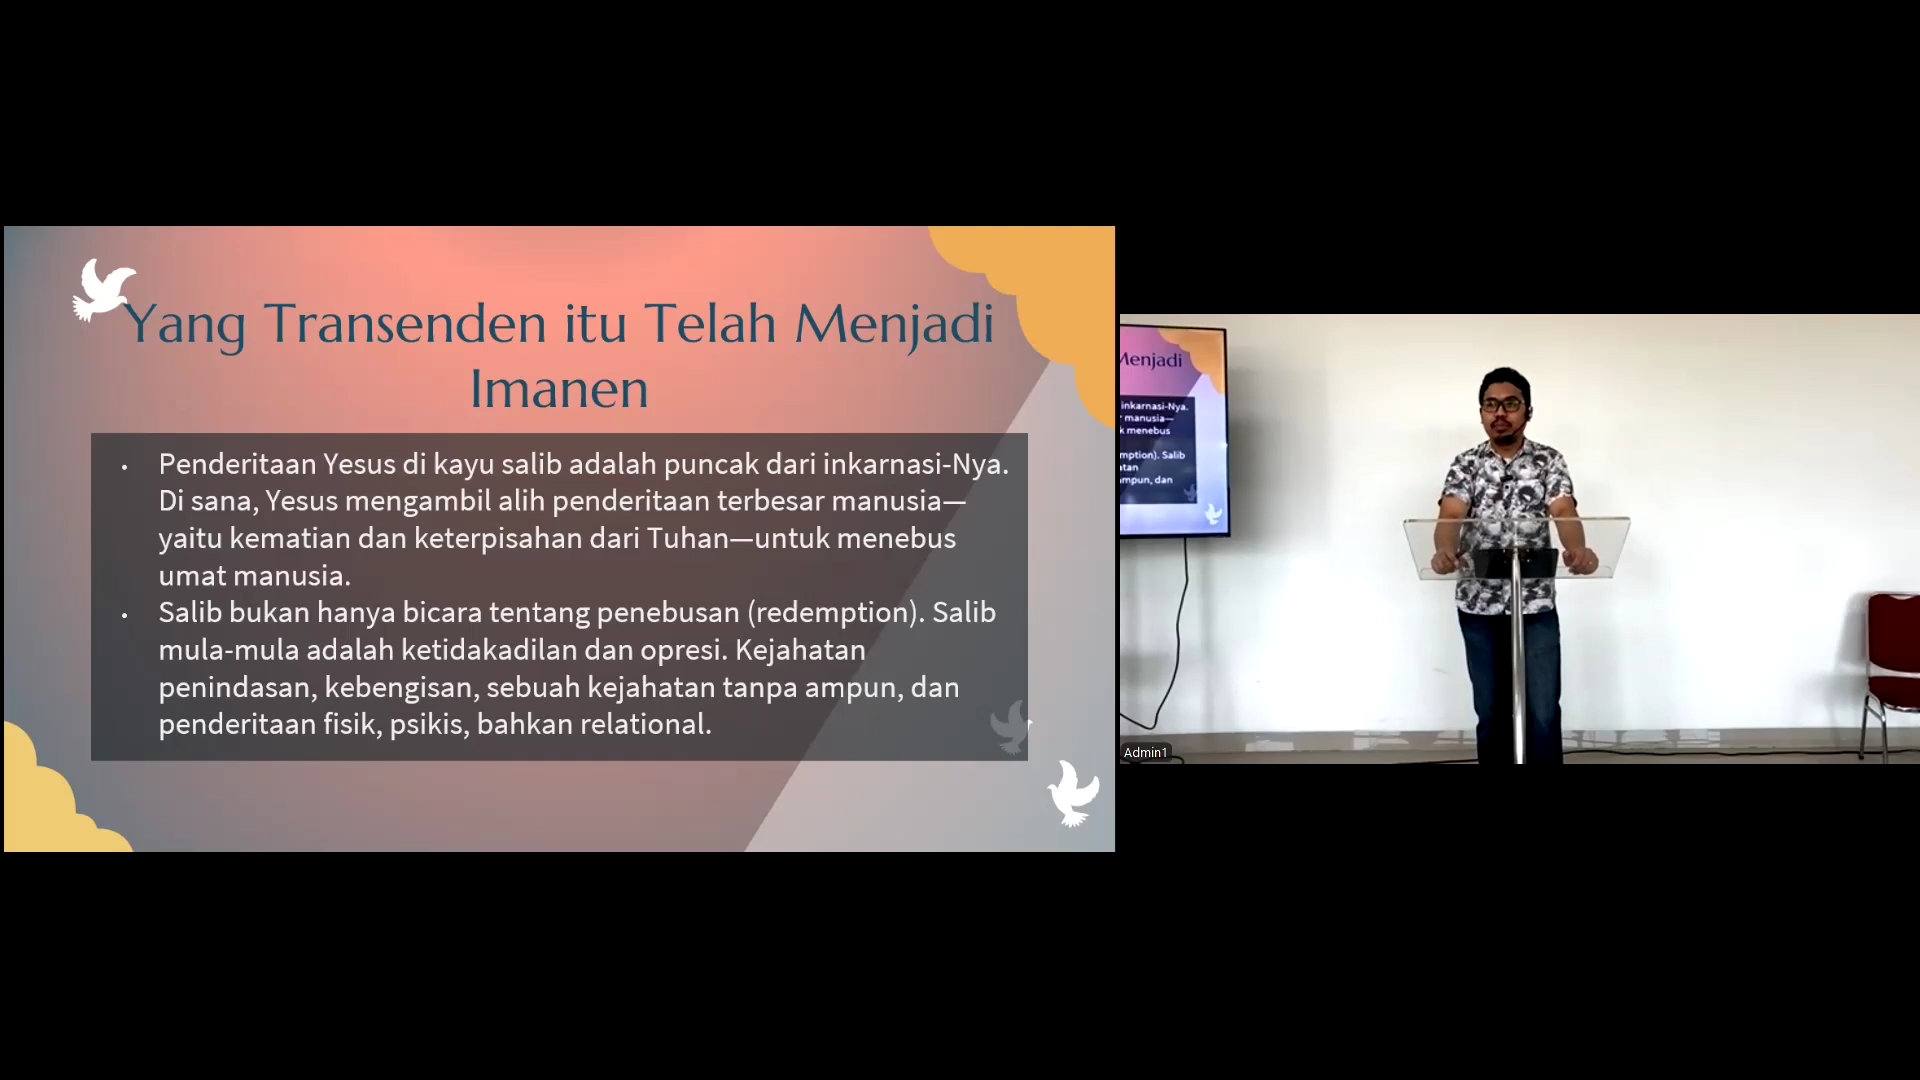 Yang Transenden itu Telah Menjadi
Imanen
• Penderitaan Yesus di kayu salib adalah puncak dari inkarnasi-Nya.
Di sana, Yesus mengambil alih penderitaan terbesar manusia—
yaitu kematian dan keterpisahan dari Tuhan—untuk menebus
umat manusia.
• Salib bukan hanya bicara tentang penebusan (redemption). Salib
mula-mula adalah ketidakadilan dan opresi. Kejahatan
penindasan, kebengisan, sebuah kejahatan tanpa ampun, dan
penderitaan fisik, psikis, bahkan relational.
Menjadi
inkarnasi-Nya.
manusia—
k menebus
mption). Salib
atan
ampun, dan
Admin1